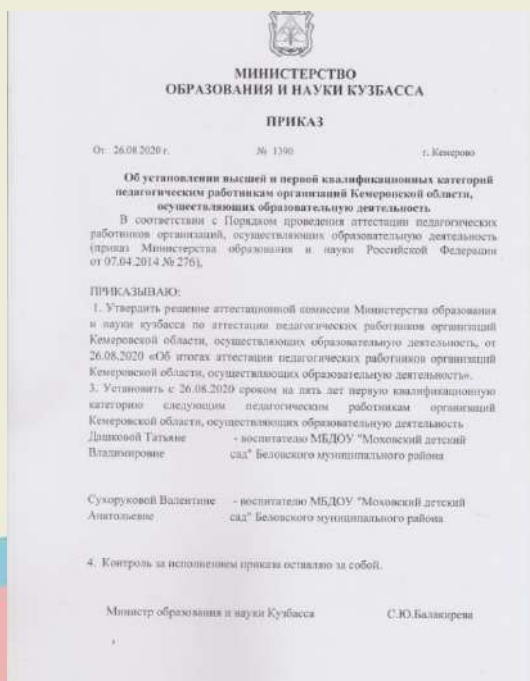 МИНИСТЕРСТВО
ОБРАЗОВАНИЯ И НАУКИ КУЗБАССА
ПРИКАЗ
От 26.08.2020 г. № 1390 г. Кемерово
Об установлении высшей и первой квалификационных категорий
педагогическим работникам организаций Кемеровской области,
осуществляющих образовательную деятельность
В соответствии с Порядком проведения аттестации педагогических
работников организаций, осуществляющих образовательную деятельность
(приказ Министерства образования и науки Российской Федерации
от 07.04.2014 № 276),
ПРИКАЗЫВАЮ:
1. Утвердить решение аттестационной комиссии Министерства образования
и науки кузбасса по аттестации педагогических работников организаций
Кемеровской области, осуществляющих образовательную деятельность, от
26.08.2020 «Об итогах аттестации педагогических работников организаций
Кемеровской области, осуществляющих образовательную деятельность».
3. Установить с 26.08.2020 сроком на пять лет первую квалификационную
категорию следующим педагогическим работникам организаций
Кемеровской области, осуществляющих образовательную деятельность
Дашковой Татьяне - воспитателю МБДОУ "Моховский детский
Владимировне сад" Беловского муниципального района
Сухоруковой Валентине - воспитателю МБДОУ "Моховский детский
Анатольевне сад" Беловского муниципального района
4. Контроль за исполнением приказа оставляю за собой.
Министр образования и науки Кузбасса С.Ю.Балакирева